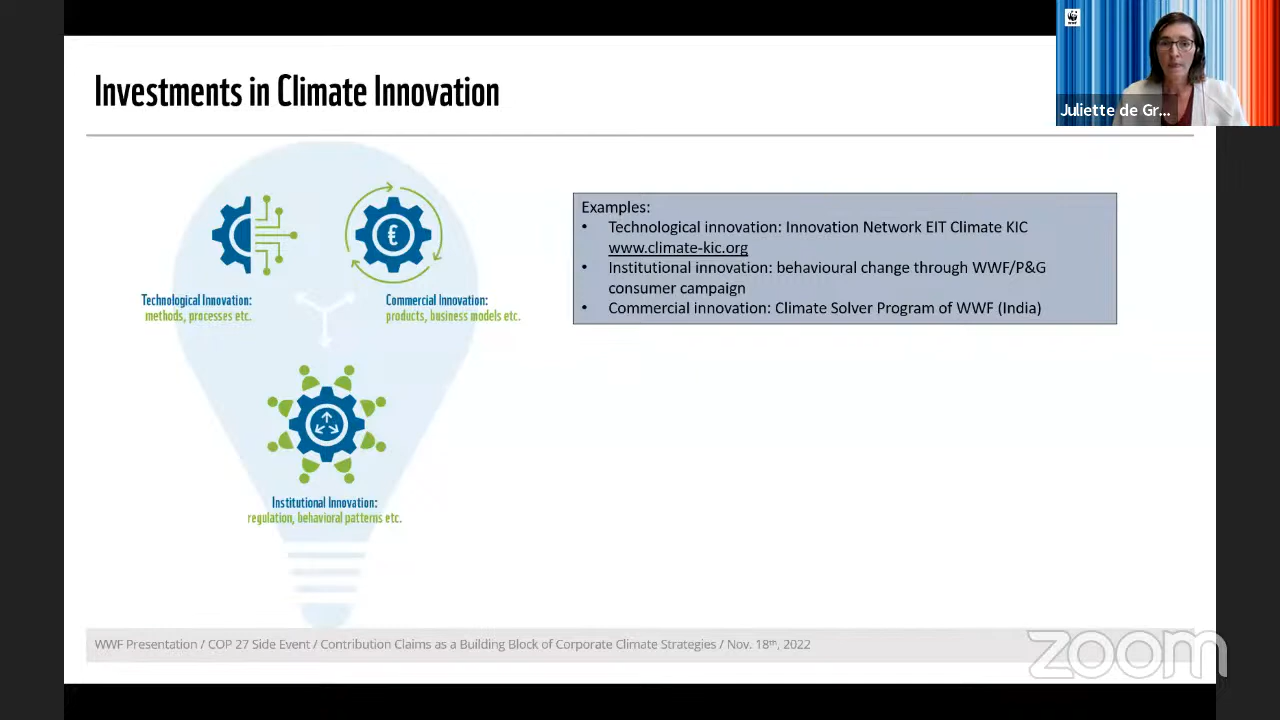 Investments in Climate Innovation
WWF
Juliette de Gr...
Technological Innovation:
methods, processes etc.
€
Commercial Innovation:
products, business models etc.
Institutional Innovation:
regulation, behavioral patterns etc.
Examples:
• Technological innovation: Innovation Network EIT Climate KIC
www.climate-kic.org
• Institutional innovation: behavioural change through WWF/P&G
consumer campaign
• Commercial innovation: Climate Solver Program of WWF (India)
WWF Presentation / COP 27 Side Event / Contribution Claims as a Building Block of Corporate Climate Strategies / Nov. 18th, 2022
zoom